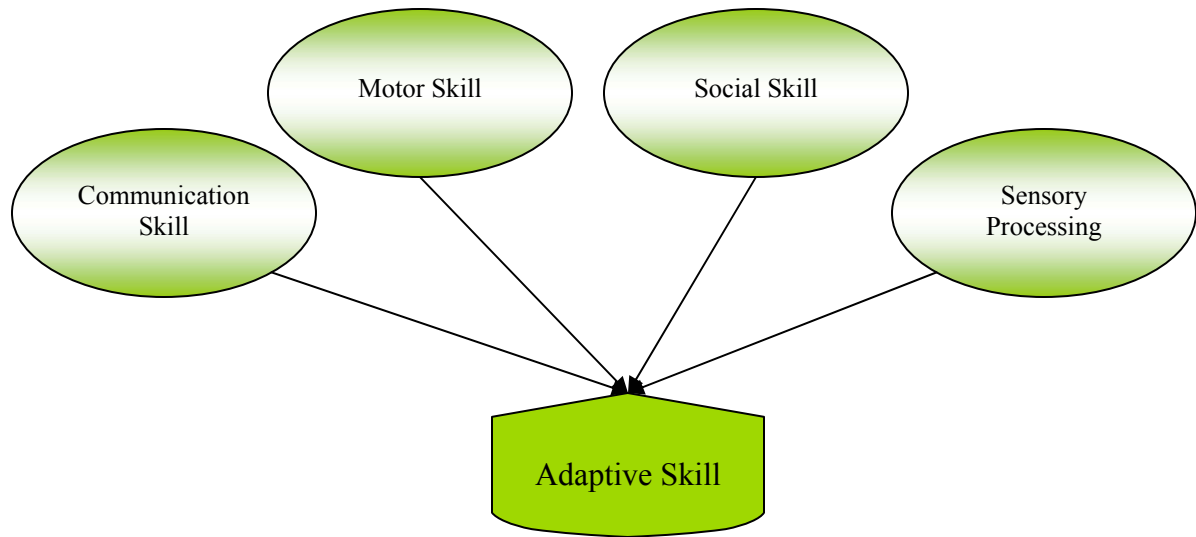 Motor Skill
Social Skill
Communication
Skill
Sensory
Processing
Adaptive Skill